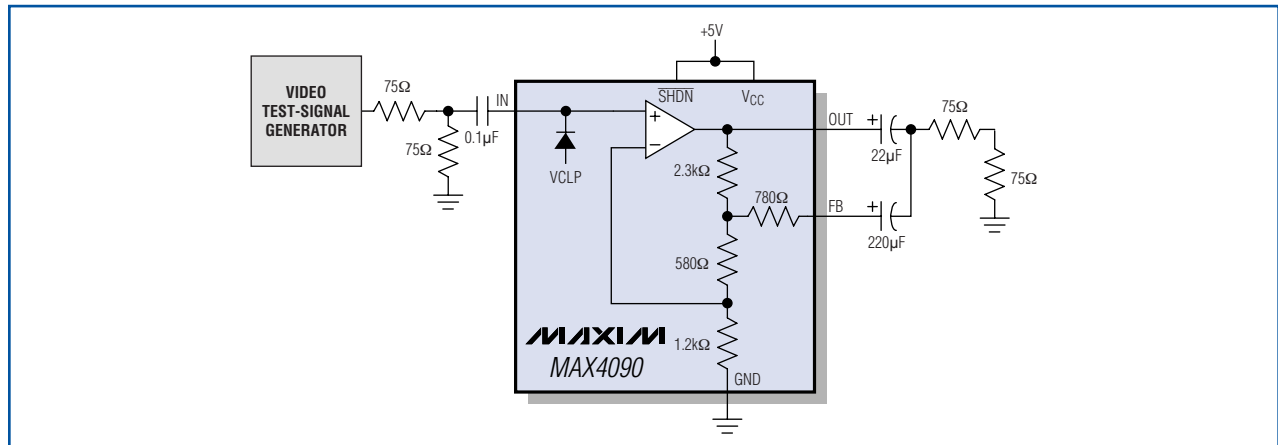 +5V
VIDEO
TEST-SIGNAL
GENERATOR
75Ω
75Ω
0.1µF
IN
SHDN
VCC
VCLP
+
−
2.3kΩ
780Ω
580Ω
1.2kΩ
OUT
+
22µF
75Ω
75Ω
FB
+
220µF
MAXIM
MAX4090
GND